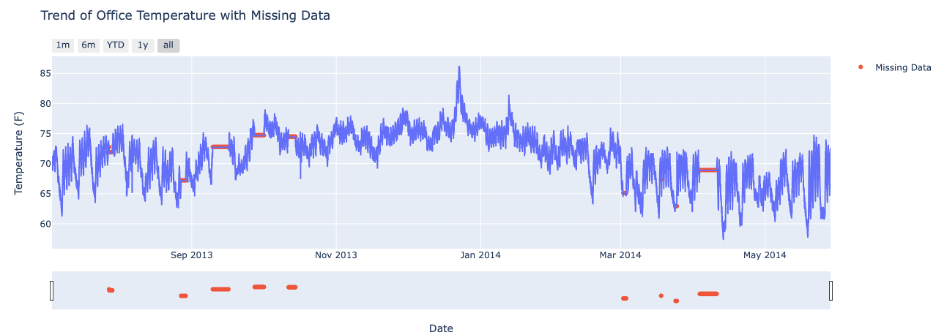 Trend of Office Temperature with Missing Data
1m 6m YTD 1y all
Missing Data
85
80
75
70
65
60
Temperature (F)
Sep 2013 Nov 2013 Jan 2014 Mar 2014 May 2014
Date